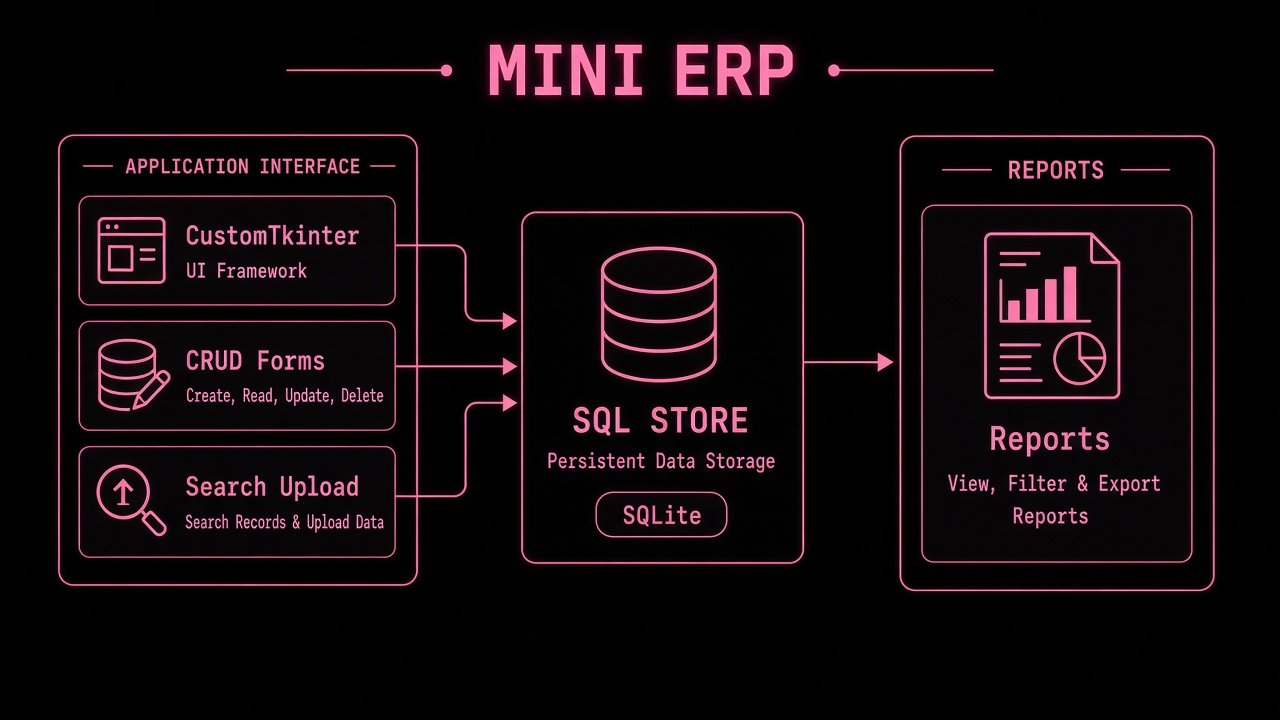 MINI ERP
APPLICATION INTERFACE
CustomTkinter
UI Framework
CRUD Forms
Create, Read, Update, Delete
Search Upload
Search Records & Upload Data
SQL STORE
Persistent Data Storage
SQLite
REPORTS
Reports
View, Filter & Export
Reports